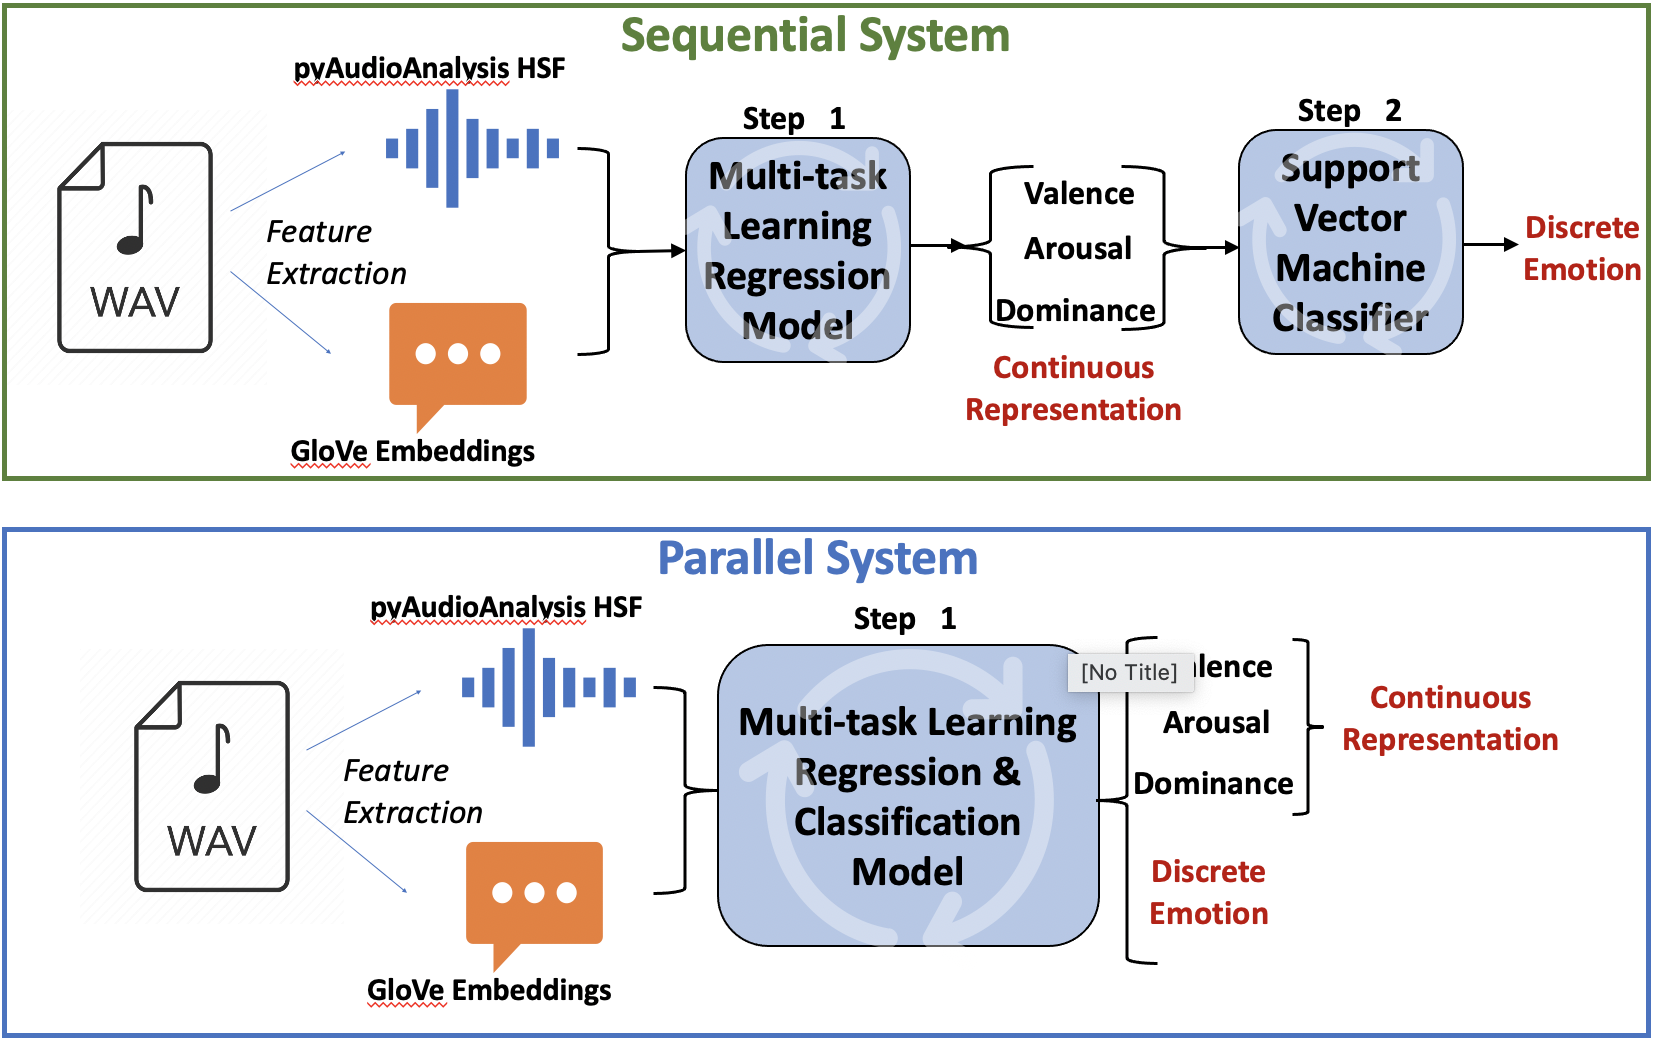 Sequential System
pyAudioAnalysis HSF
WAV
Feature
Extraction
GloVe Embeddings
Step 1
Multi-task
Learning
Regression
Model
Valence
Arousal
Dominance
Continuous
Representation
Step 2
Support
Vector
Machine
Classifier
Discrete
Emotion
Parallel System
pyAudioAnalysis HSF
WAV
Feature
Extraction
GloVe Embeddings
Step 1
Multi-task Learning
Regression &
Classification
Model
[No Title]
lence
Arousal
Dominance
Continuous
Representation
Discrete
Emotion